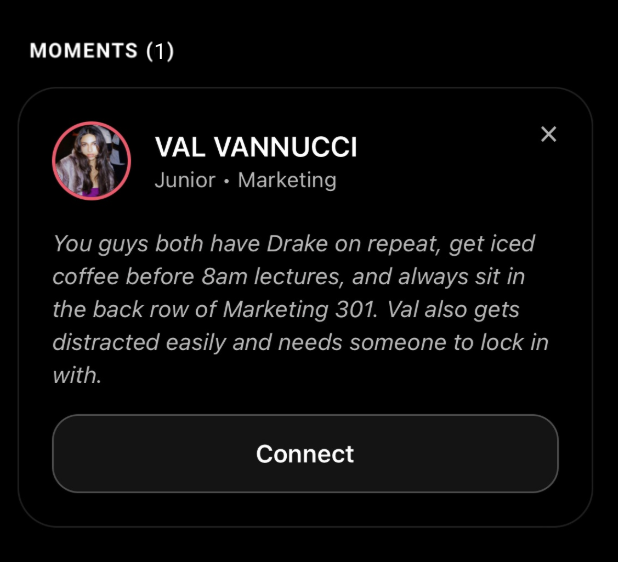 MOMENTS (1)
VAL VANNUCCI
Junior • Marketing
You guys both have Drake on repeat, get iced
coffee before 8am lectures, and always sit in
the back row of Marketing 301. Val also gets
distracted easily and needs someone to lock in
with.
Connect